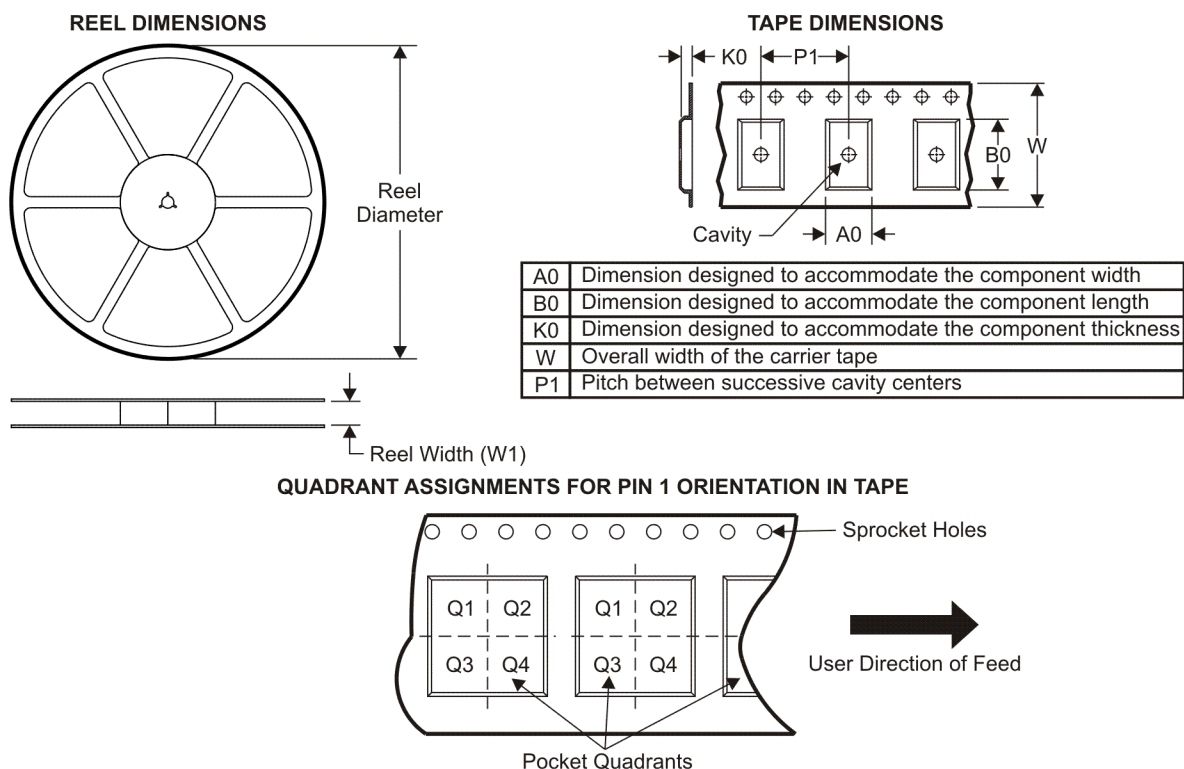 REEL DIMENSIONS
Reel
Diameter
Reel Width (W1)
TAPE DIMENSIONS
K0
P1
B0
W
Cavity
A0
A0 Dimension designed to accommodate the component width
B0 Dimension designed to accommodate the component length
K0 Dimension designed to accommodate the component thickness
W Overall width of the carrier tape
P1 Pitch between successive cavity centers
QUADRANT ASSIGNMENTS FOR PIN 1 ORIENTATION IN TAPE
Sprocket Holes
Q1 Q2 Q1 Q2
Q3 Q4 Q3 Q4
User Direction of Feed
Pocket Quadrants